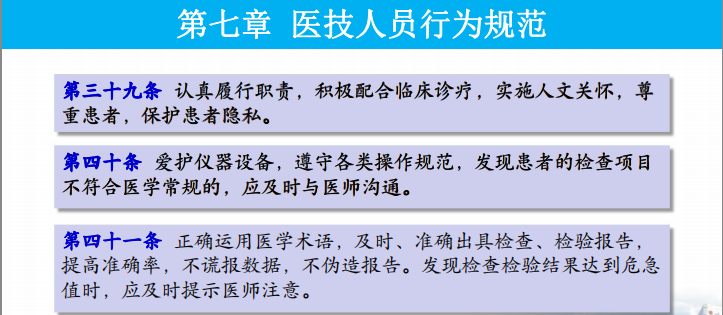 第七章 医技人员行为规范
第三十九条 认真履行职责，积极配合临床诊疗，实施人文关怀，尊
重患者，保护患者隐私。
第四十条 爱护仪器设备，遵守各类操作规范，发现患者的检查项目
不符合医学常规的，应及时与医师沟通。
第四十一条 正确运用医学术语，及时、准确出具检查、检验报告，
提高准确率，不谎报数据，不伪造报告。发现检查检验结果达到危急
值时，应及时提示医师注意。